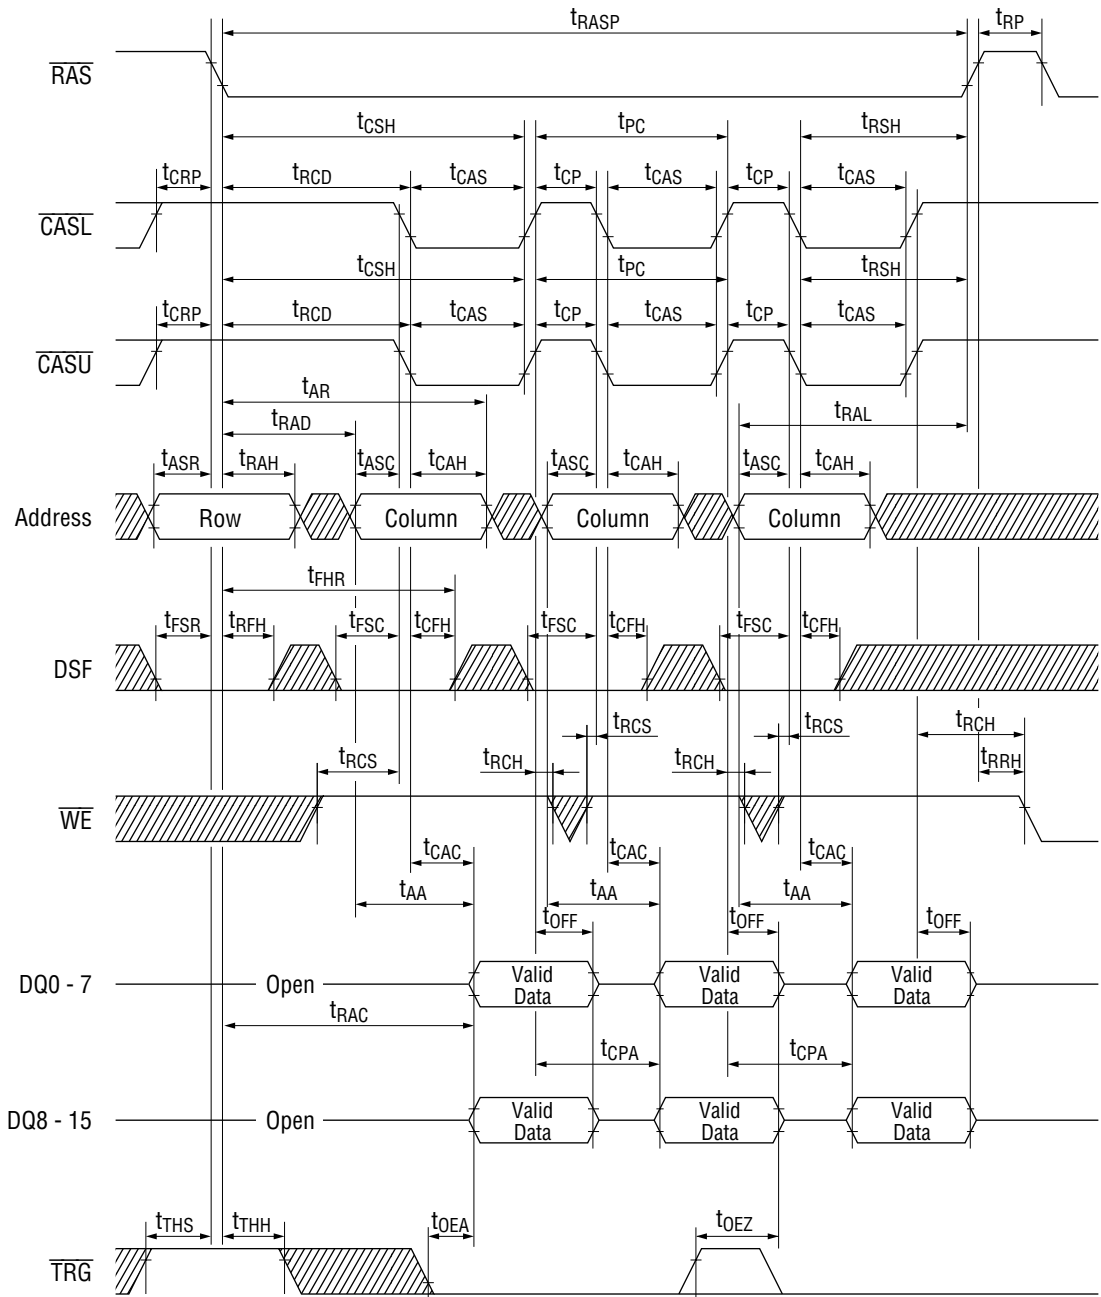 tRASP tRP
RAS
tCSH tPC tRSH
tCRP tRCD tCAS tCP tCAS tCP tCAS
CASL
tCSH tPC tRSH
tCRP tRCD tCAS tCP tCAS tCP tCAS
CASU
tAR
tRAD tRAL
tASR tRAH tASC tCAH tASC tCAH tASC tCAH
Address Row Column Column Column
tFHR
tFSR tRFH tFSC tCFH tFSC tCFH tFSC tCFH
DSF
tRCS tRCS tRCH
tRCS tRCH tRCH tRRH
WE
tCAC tCAC tCAC
tAA tAA tAA
tOFF tOFF tOFF
DQ0 - 7 Open Valid Data Valid Data Valid Data
tRAC
tCPA tCPA
DQ8 - 15 Open Valid Data Valid Data Valid Data
tTHS tTHH tOEA tOEZ
TRG